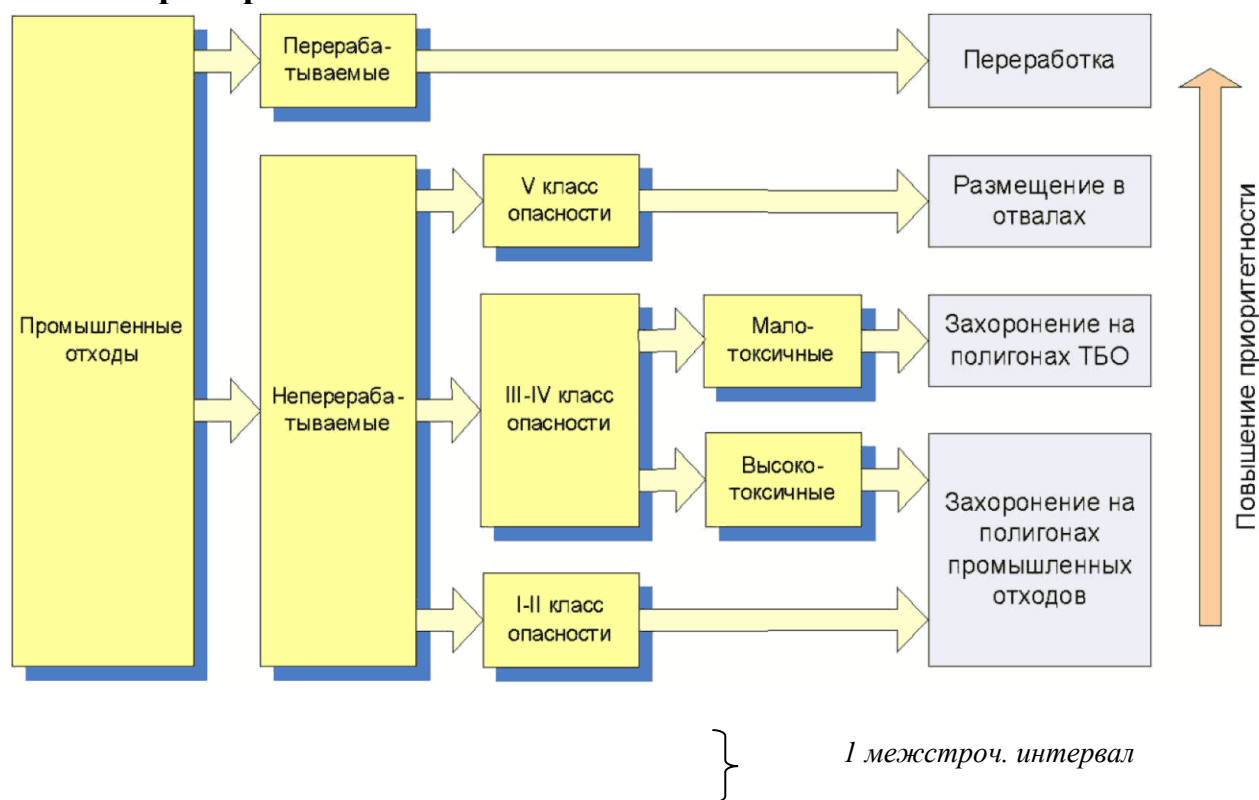 Перераба-
тываемые
Переработка
V класс
опасности
Размещение в
отвалах
Промышленные
отходы
Неперераба-
тываемые
III-IV класс
опасности
Мало-
токсичные
Захоронение на
полигонах ТБО
Высоко-
токсичные
Захоронение на
полигонах
промышленных
отходов
I-II класс
опасности
Повышение приоритетности
1 межстроч. интервал